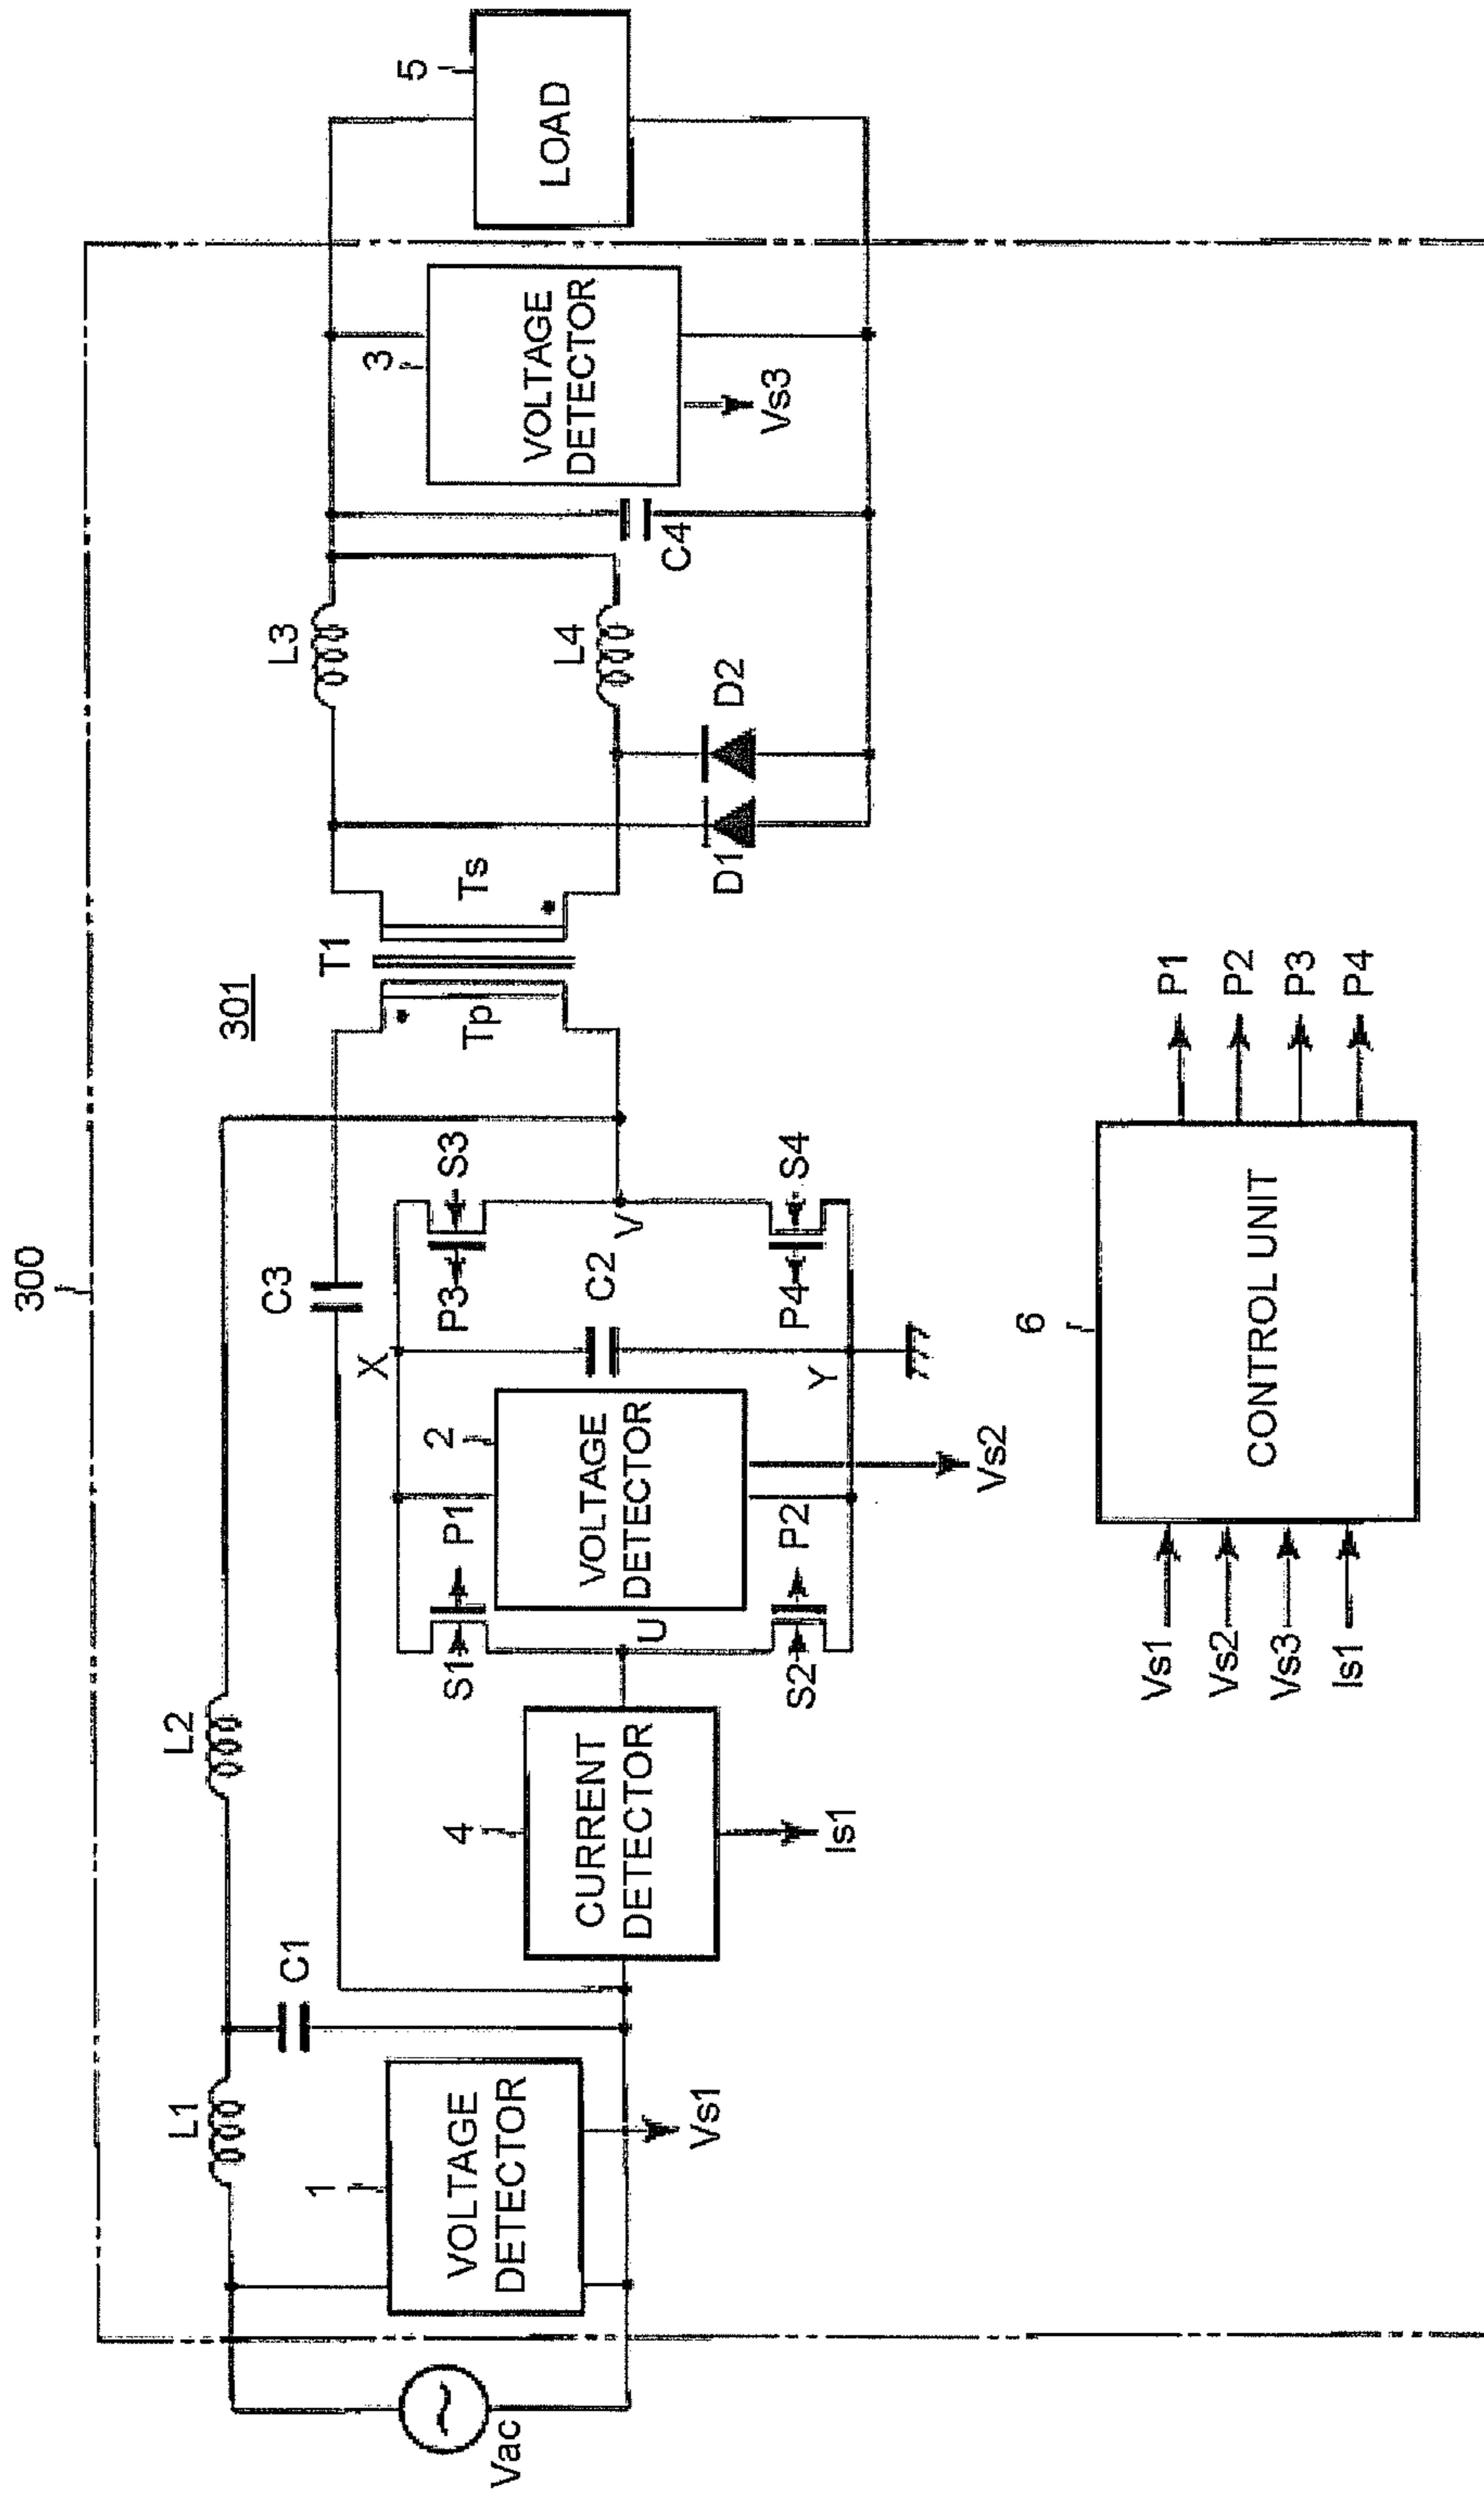 300
301
L1
L2
C1
C3
T1
Tp
Ts
L3
L4
C4
D1
D2
5
LOAD
3
VOLTAGE
DETECTOR
Vs3
Vac
1
VOLTAGE
DETECTOR
Vs1
4
CURRENT
DETECTOR
Is1
S1
P1
S2
P2
U
2
VOLTAGE
DETECTOR
Vs2
X
Y
C2
P3
S3
V
P4
S4
6
CONTROL UNIT
Vs1
Vs2
Vs3
Is1
P1
P2
P3
P4